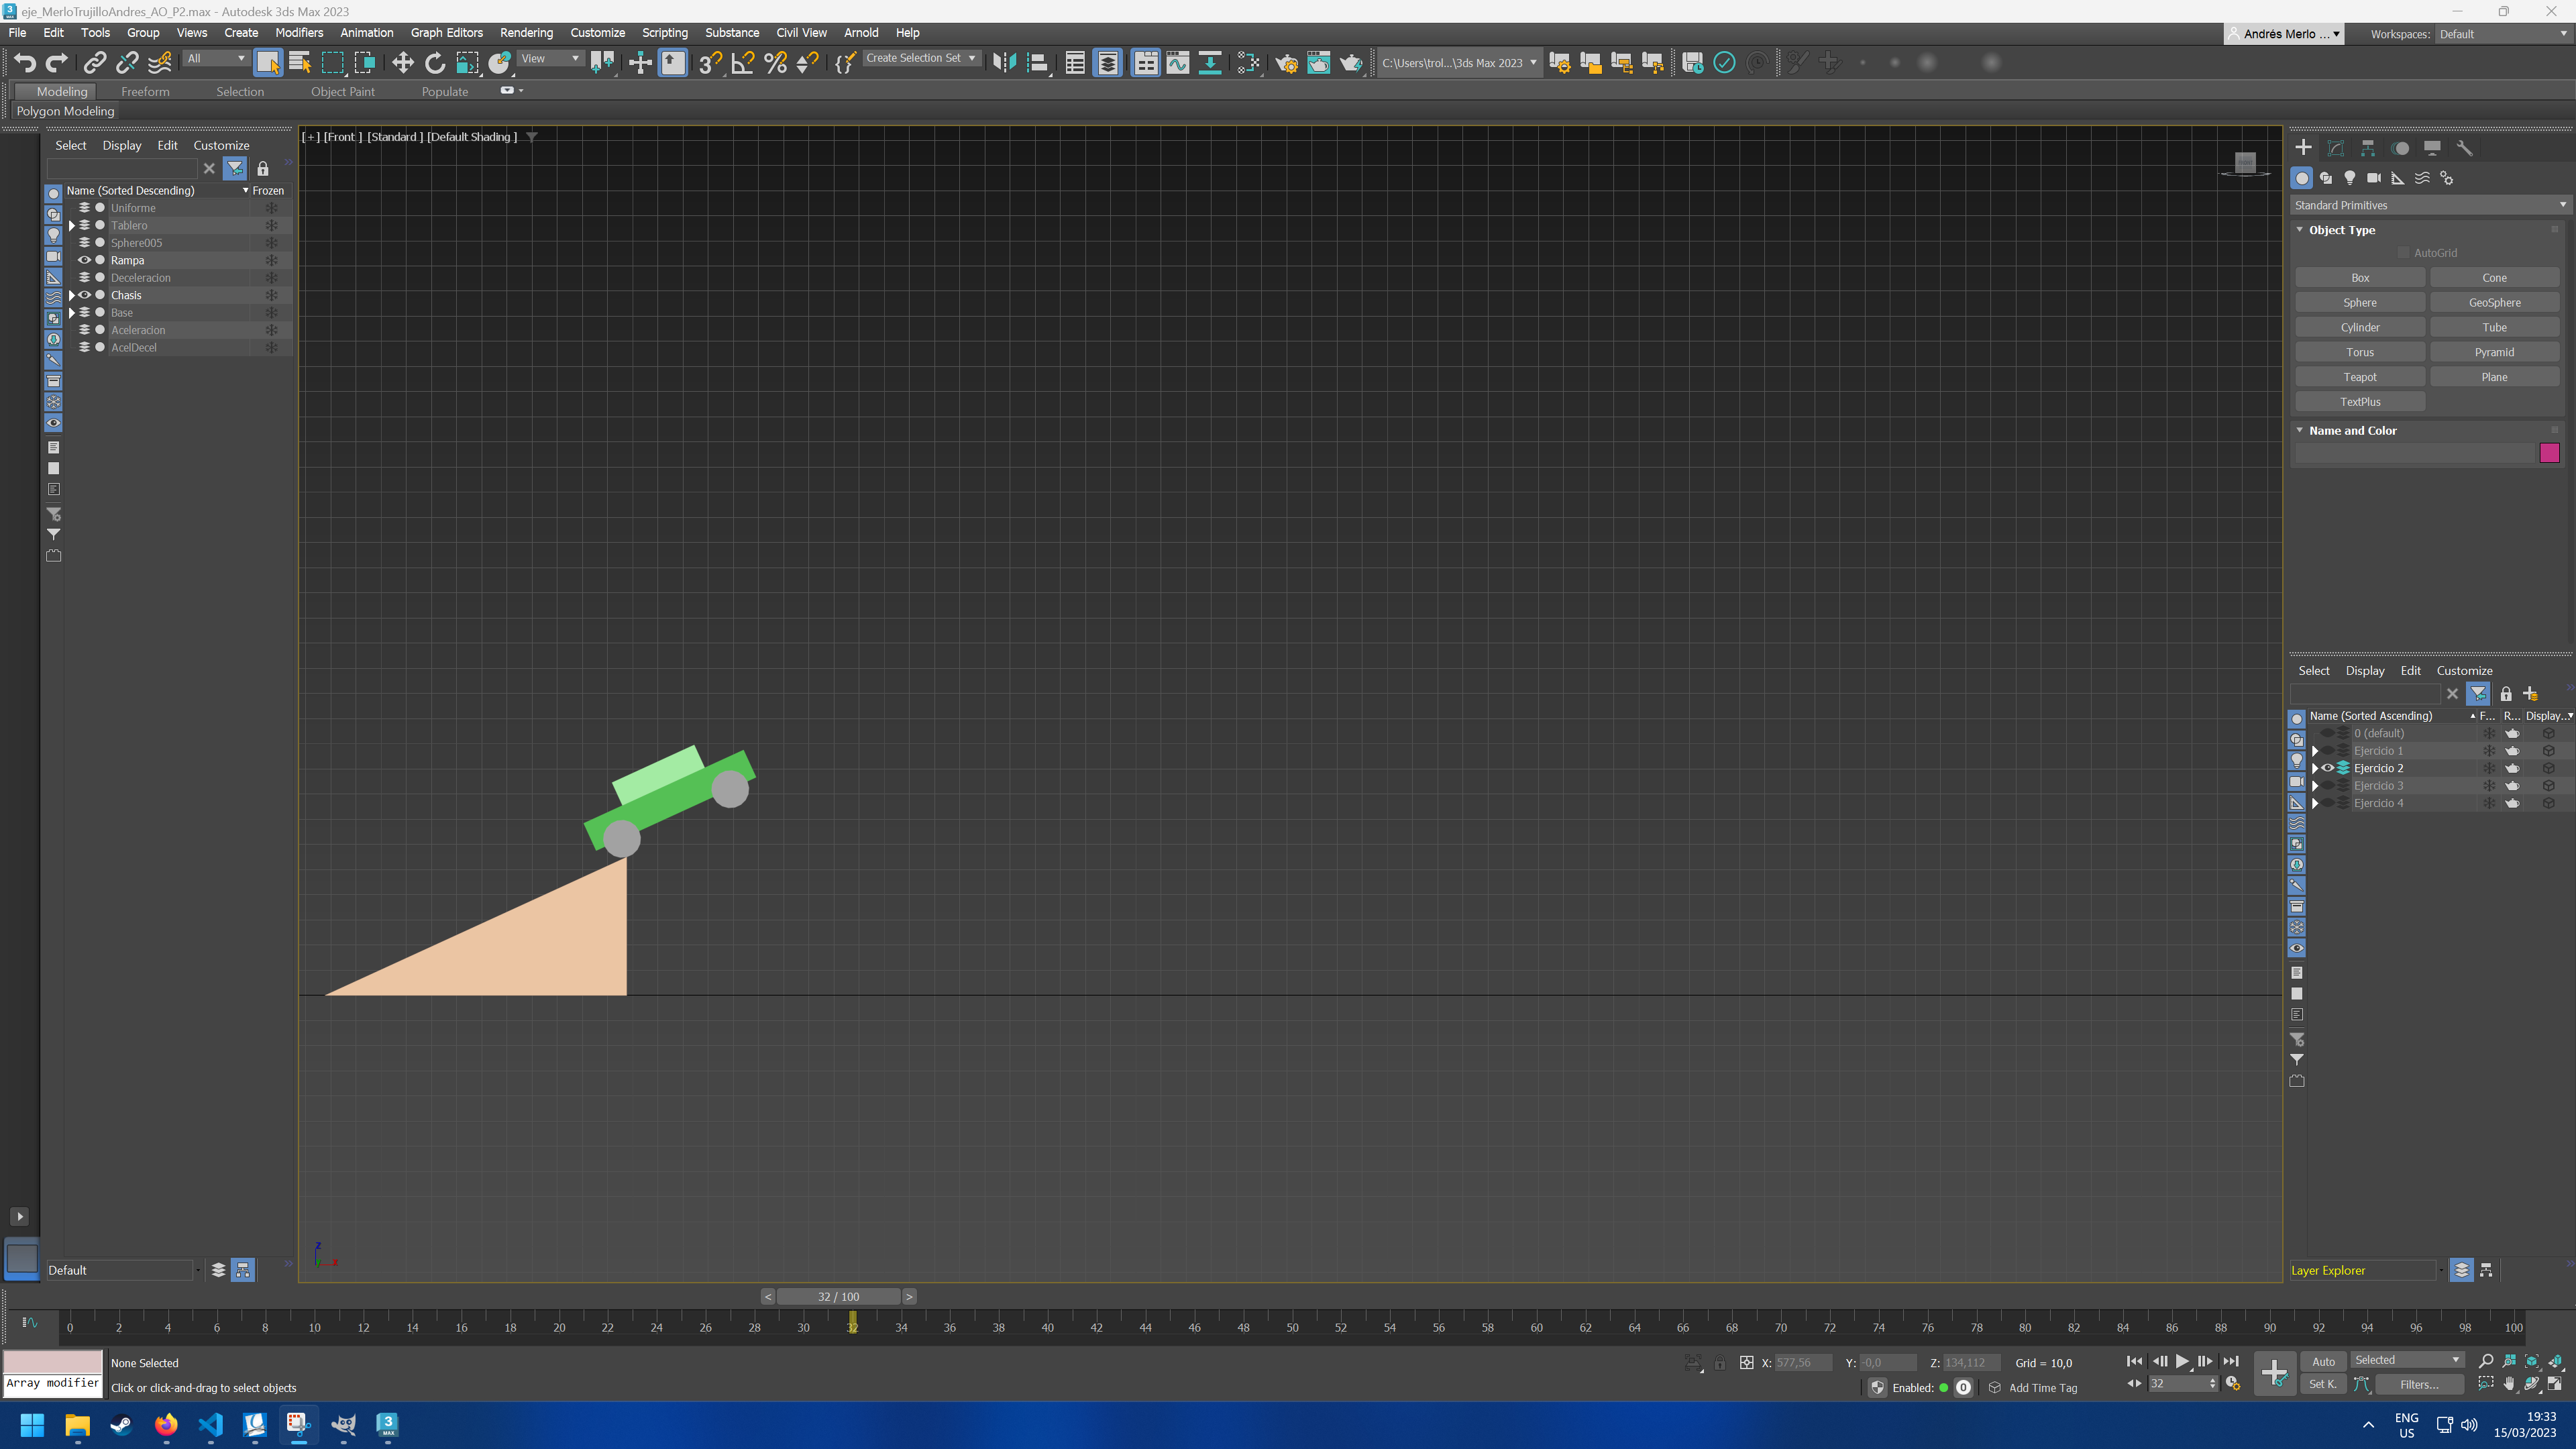 eje_MerloTrujilloAndres_AO_P2.max - Autodesk 3ds Max 2023
File Edit Tools Group Views Create Modifiers Animation Graph Editors Rendering Customize Scripting Substance Civil View Arnold Help
Andrés Merlo ...
Workspaces: Default
All
View
Create Selection Set
C:\Users\trol...\3ds Max 2023
Modeling Freeform Selection Object Paint Populate
Polygon Modeling
Select Display Edit Customize
Name (Sorted Descending) Frozen
Uniforme
Tablero
Sphere005
Rampa
Deceleracion
Chasis
Base
Aceleracion
AcelDecel
Default
[+] [Front ] [Standard ] [Default Shading ]
z
x
Standard Primitives
Object Type
AutoGrid
Box Cone
Sphere GeoSphere
Cylinder Tube
Torus Pyramid
Teapot Plane
TextPlus
Name and Color
Select Display Edit Customize
Name (Sorted Ascending) F... R... Display...
0 (default)
Ejercicio 1
Ejercicio 2
Ejercicio 3
Ejercicio 4
Layer Explorer
< 32 / 100 >
0 2 4 6 8 10 12 14 16 18 20 22 24 26 28 30 32 34 36 38 40 42 44 46 48 50 52 54 56 58 60 62 64 66 68 70 72 74 76 78 80 82 84 86 88 90 92 94 96 98 100
None Selected
X: 577,56 Y: -0,0 Z: 134,112 Grid = 10,0
Auto Selected
Array modifier
Click or click-and-drag to select objects
Enabled: 0 Add Time Tag
32
Set K. Filters...
3
MAX
ENG
US
19:33
15/03/2023